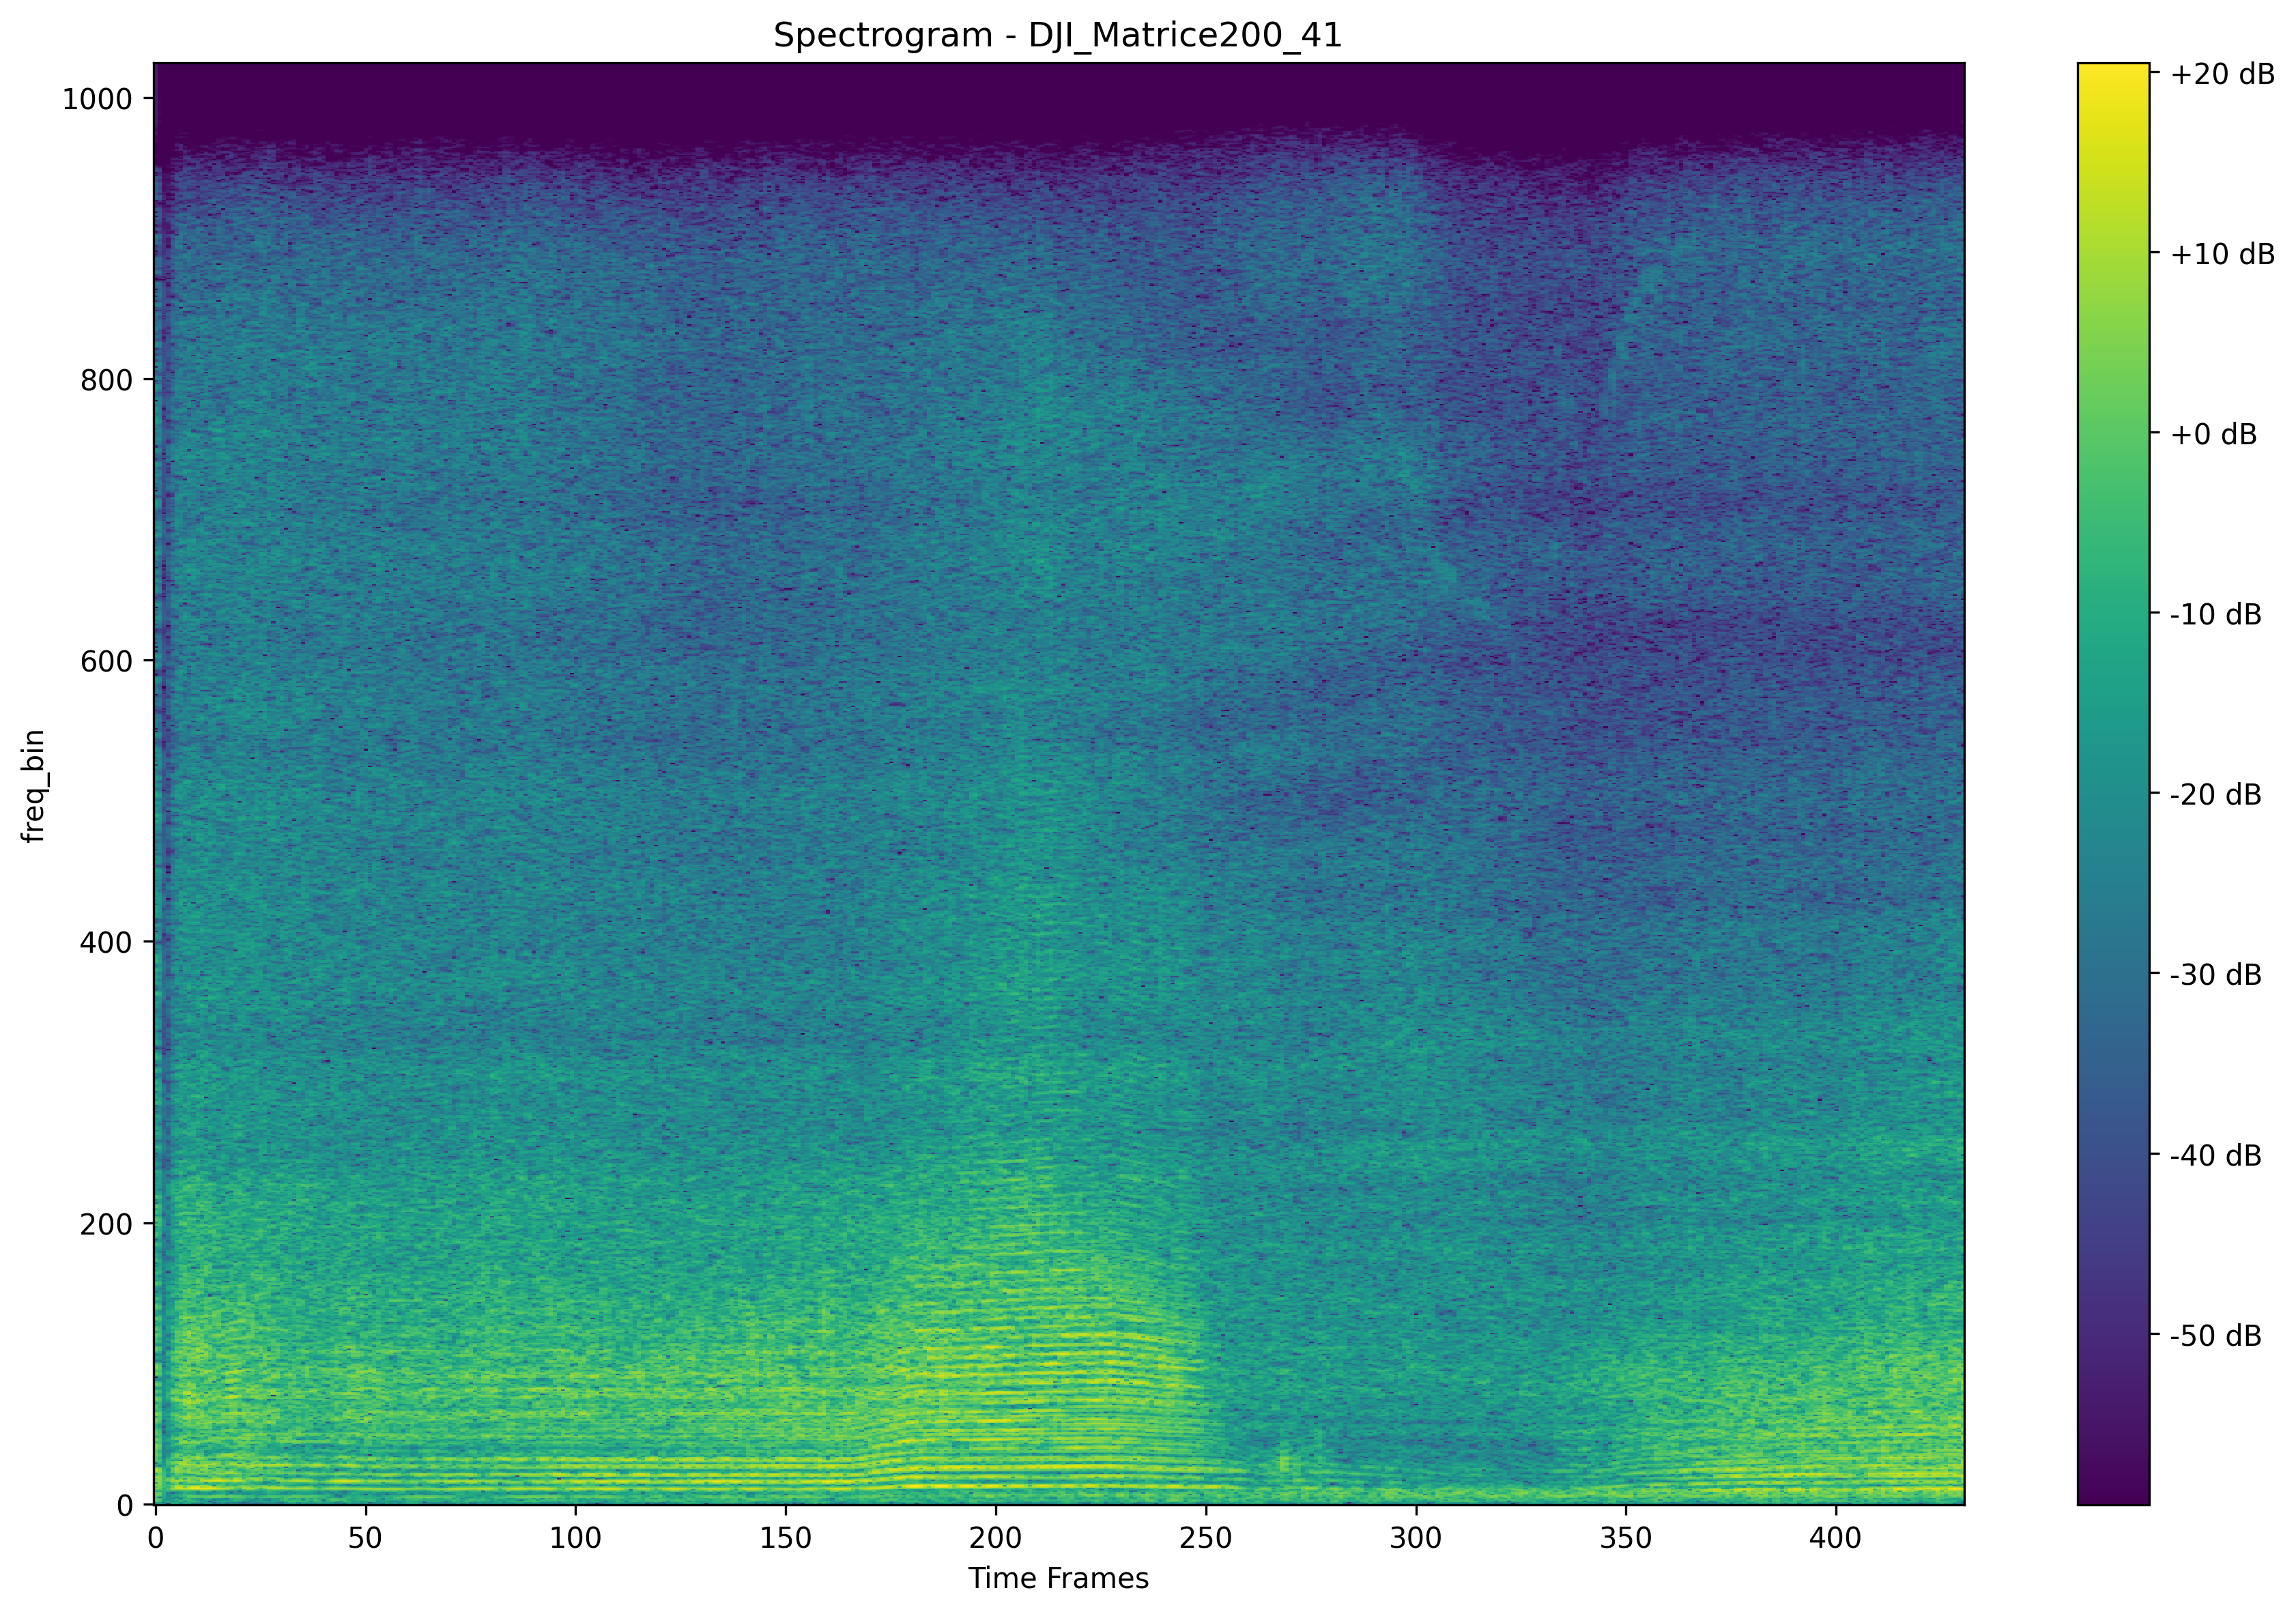 Spectrogram - DJI_Matrice200_41
1000
800
600
400
200
0
freq_bin
0 50 100 150 200 250 300 350 400
Time Frames
+20 dB
+10 dB
+0 dB
-10 dB
-20 dB
-30 dB
-40 dB
-50 dB